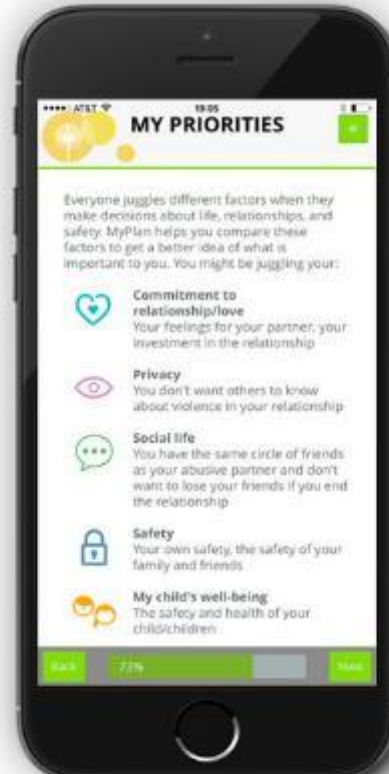 AT&T 19:05
MY PRIORITIES
Everyone juggles different factors when they
make decisions about life, relationships, and
safety. MyPlan helps you compare these
factors to get a better idea of what is
important to you. You might be juggling your:
Commitment to
relationship/love
Your feelings for your partner, your
investment in the relationship
Privacy
You don't want others to know
about violence in your relationship
Social life
You have the same circle of friends
as your abusive partner and don't
want to lose your friends if you end
the relationship
Safety
Your own safety, the safety of your
family and friends
My child's well-being
The safety and health of your
child/children
Back 73% Next